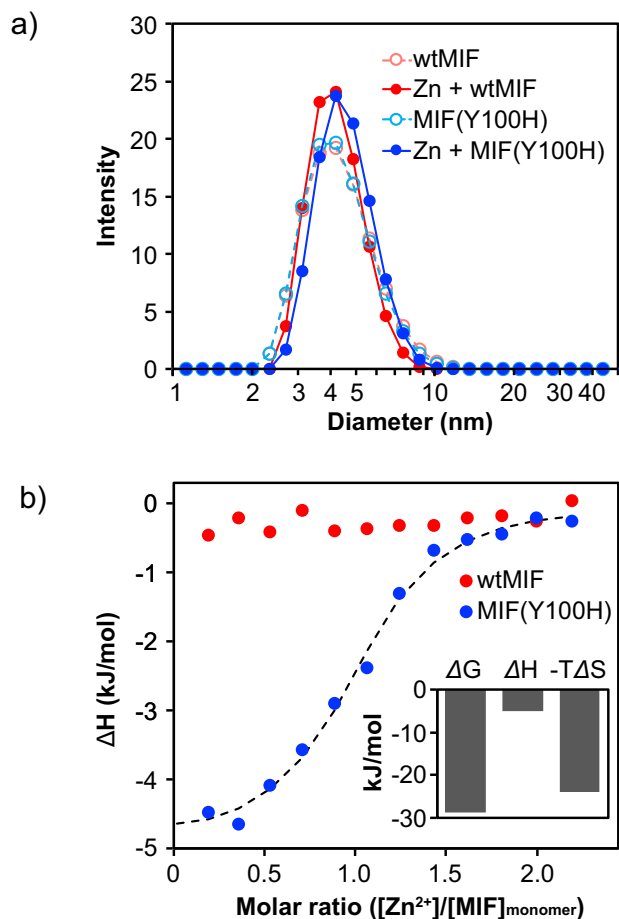 a)
30
25
20
15
10
5
0
Intensity
wtMIF
Zn + wtMIF
MIF(Y100H)
Zn + MIF(Y100H)
1 2 3 4 5 10 20 30 40
Diameter (nm)
b)
0
-1
-2
-3
-4
-5
ΔH (kJ/mol)
wtMIF
MIF(Y100H)
ΔG ΔH -TΔS
0
-10
-20
-30
kJ/mol
0 0.5 1.0 1.5 2.0
Molar ratio ([Zn²⁺]/[MIF]monomer)